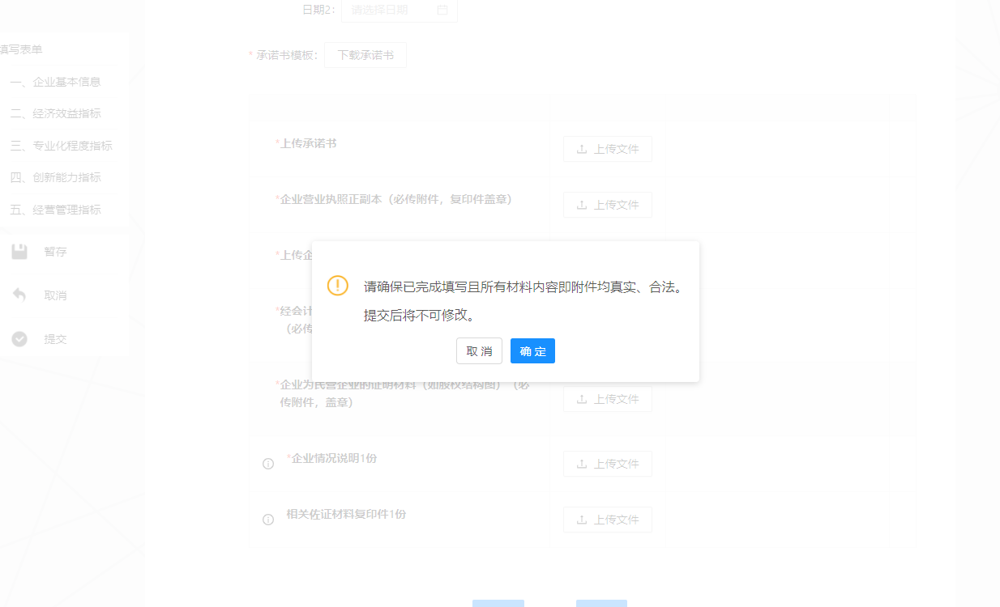 日期2：
请选择日期
填写表单
* 承诺书模板：
下载承诺书
一、企业基本信息
二、经济效益指标
三、专业化程度指标
四、创新能力指标
五、经营管理指标
暂存
取消
提交
*上传承诺书
上传文件
*企业营业执照正副本（必传附件，复印件盖章）
上传文件
*上传企
*经会计
（必传
请确保已完成填写且所有材料内容即附件均真实、合法。
提交后将不可修改。
取 消
确 定
*企业为民营企业的证明材料（如股权结构图）（必
传附件，盖章）
上传文件
*企业情况说明1份
上传文件
相关佐证材料复印件1份
上传文件